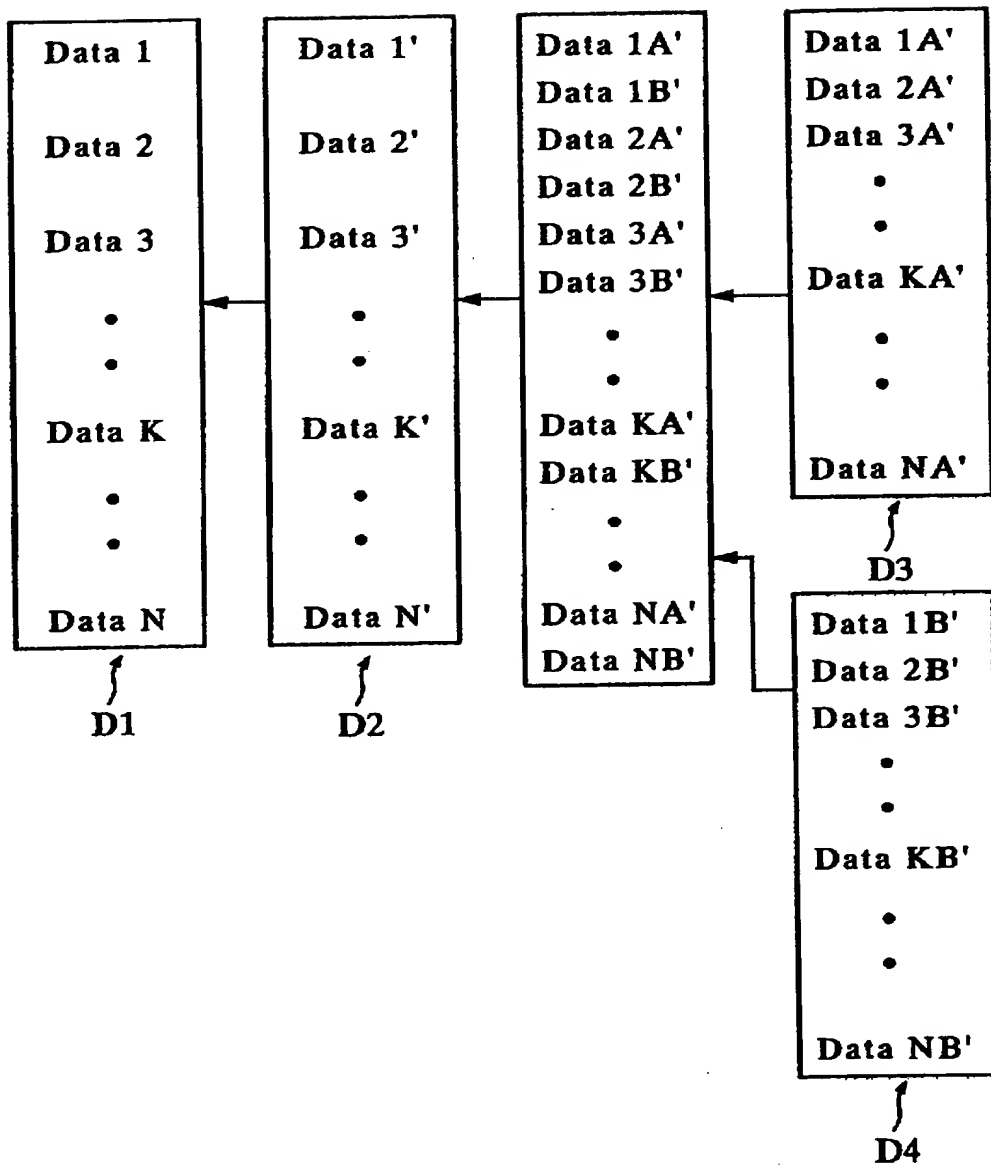 Data 1
Data 2
Data 3
Data K
Data N
D1
Data 1'
Data 2'
Data 3'
Data K'
Data N'
D2
Data 1A'
Data 1B'
Data 2A'
Data 2B'
Data 3A'
Data 3B'
Data KA'
Data KB'
Data NA'
Data NB'
Data 1A'
Data 2A'
Data 3A'
Data KA'
Data NA'
D3
Data 1B'
Data 2B'
Data 3B'
Data KB'
Data NB'
D4